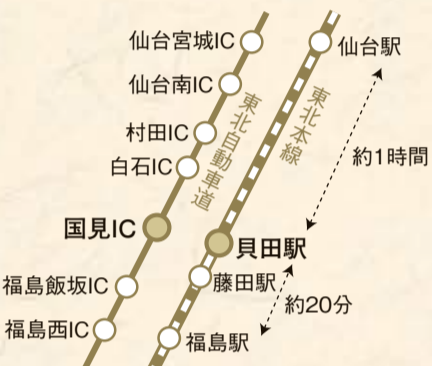 仙台宮城IC
仙台南IC
村田IC
白石IC
国見IC
福島飯坂IC
福島西IC
東北自動車道
東北本線
仙台駅
約1時間
貝田駅
藤田駅
約20分
福島駅